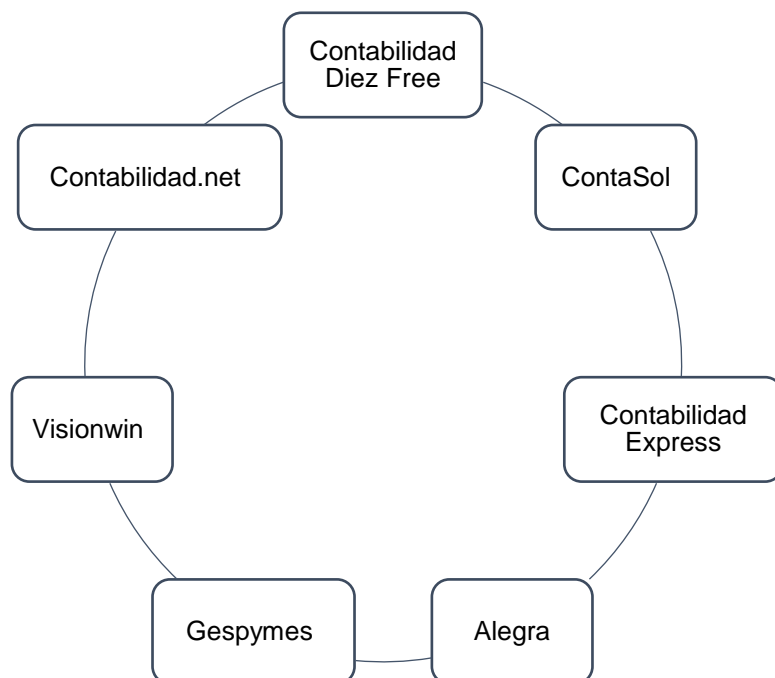 Contabilidad
Diez Free
ContaSol
Contabilidad
Express
Alegra
Gespymes
Visionwin
Contabilidad.net